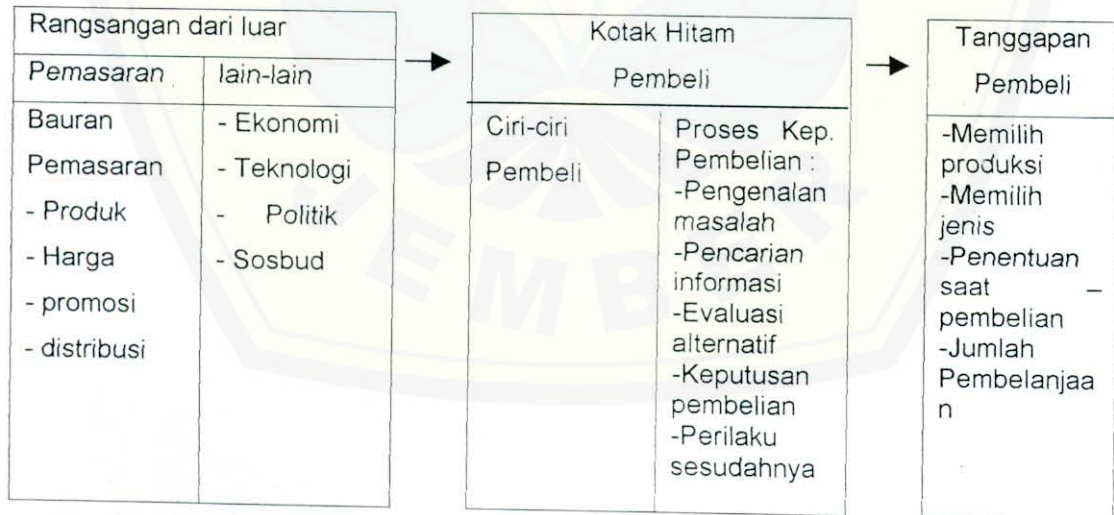 Rangsangan dari luar
Pemasaran
lain-lain
Bauran
Pemasaran
- Produk
- Harga
- promosi
- distribusi
- Ekonomi
- Teknologi
- Politik
- Sosbud
Kotak Hitam
Pembeli
Ciri-ciri
Pembeli
Proses Kep.
Pembelian :
-Pengenalan
masalah
-Pencarian
informasi
-Evaluasi
alternatif
-Keputusan
pembelian
-Perilaku
sesudahnya
Tanggapan
Pembeli
-Memilih
produksi
-Memilih
jenis
-Penentuan
saat –
pembelian
-Jumlah
Pembelanjaa
n